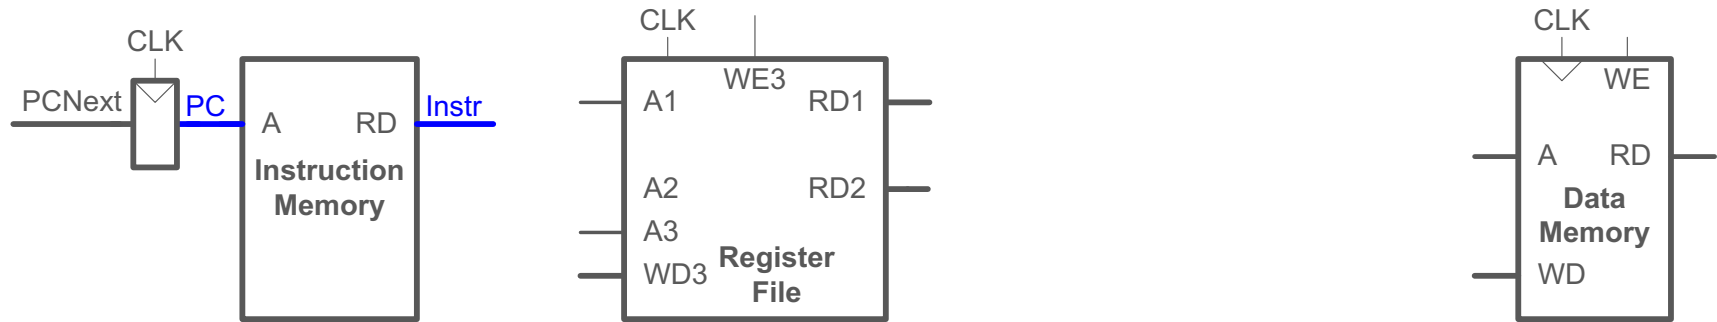 CLK
PCNext
PC
A
RD
Instr
Instruction
Memory
CLK
WE3
A1
RD1
A2
RD2
A3
WD3
Register
File
CLK
WE
A
RD
Data
Memory
WD